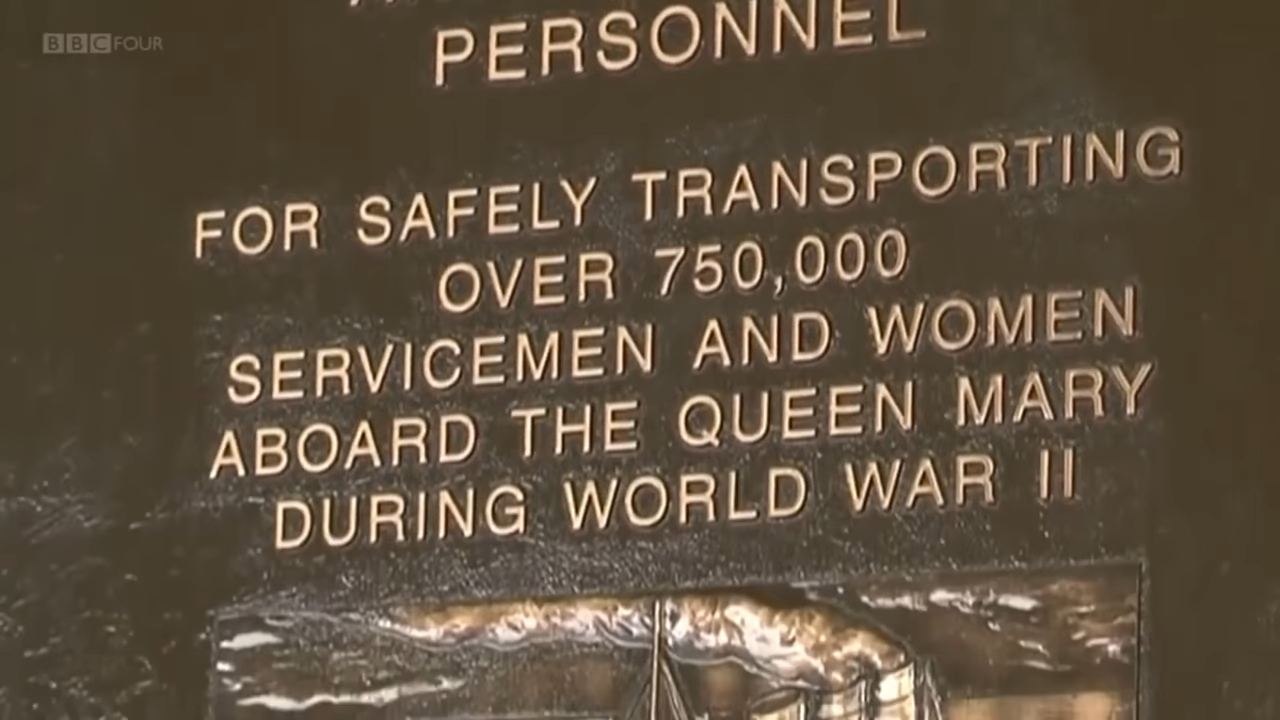 BBC FOUR
PERSONNEL
FOR SAFELY TRANSPORTING
OVER 750,000
SERVICEMEN AND WOMEN
ABOARD THE QUEEN MARY
DURING WORLD WAR II